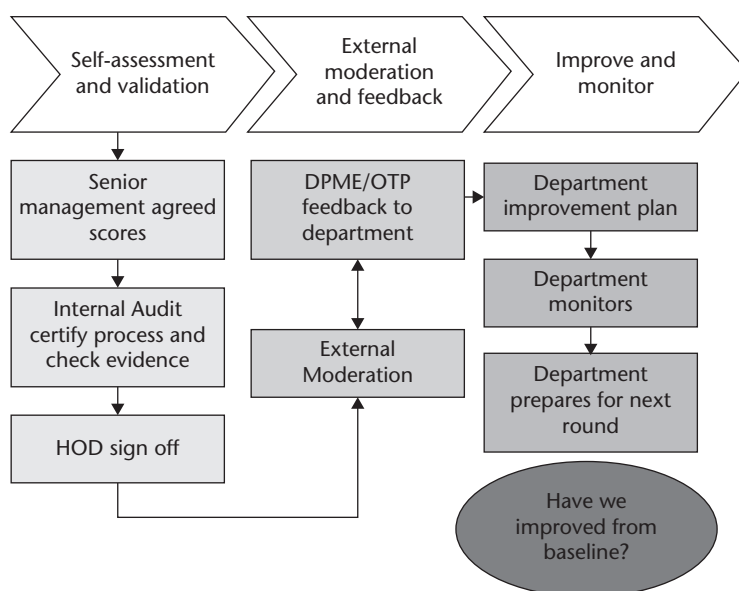 Self-assessment
and validation
External
moderation
and feedback
Improve and
monitor
Senior
management agreed
scores
Internal Audit
certify process and
check evidence
HOD sign off
DPME/OTP
feedback to
department
External
Moderation
Department
improvement plan
Department
monitors
Department
prepares for next
round
Have we
improved from
baseline?